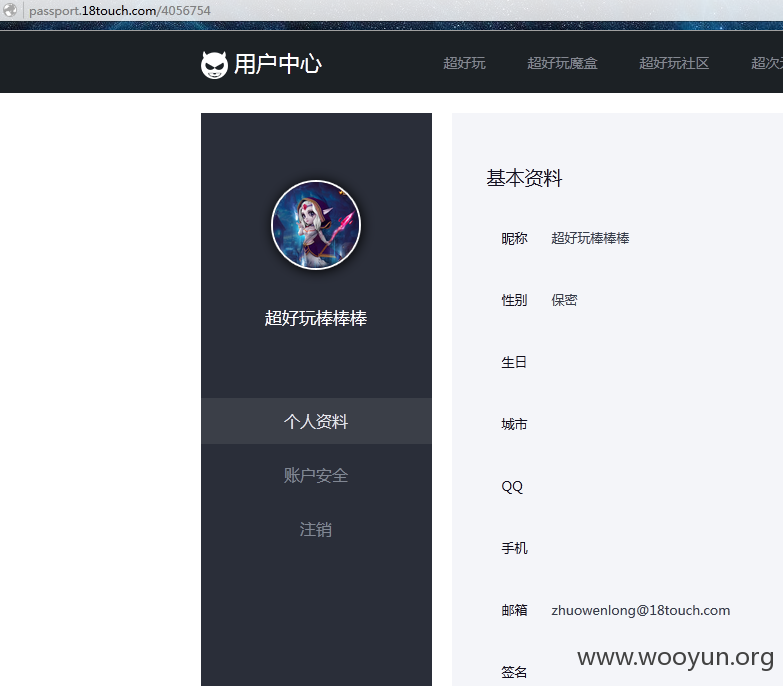 passport.18touch.com/4056754
用户中心 超好玩 超好玩魔盒 超好玩社区 超次
基本资料
昵称 超好玩棒棒棒
超好玩棒棒棒
性别 保密
生日
个人资料
城市
账户安全
QQ
注销
手机
邮箱 zhuowenlong@18touch.com
www.wooyun.org
签名